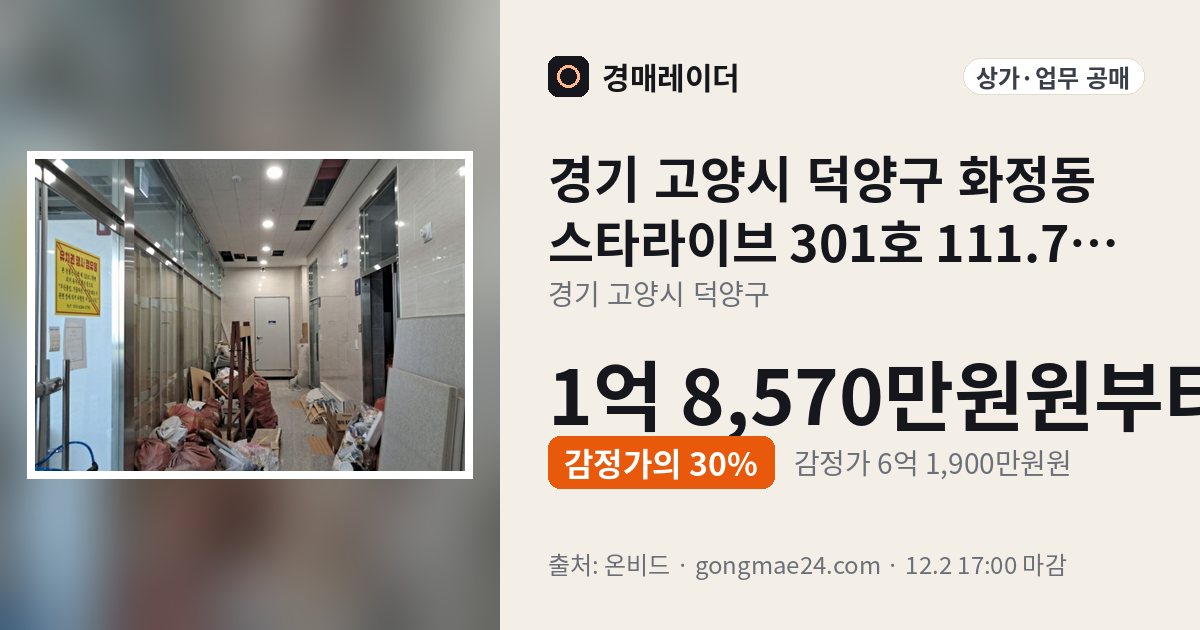 경매레이더
상가·업무 공매
경기 고양시 덕양구 화정동
스타라이브 301호 111.7…
경기 고양시 덕양구
1억 8,570만원원부터
감정가의 30%
감정가 6억 1,900만원원
출처: 온비드 · gongmae24.com · 12.2 17:00 마감